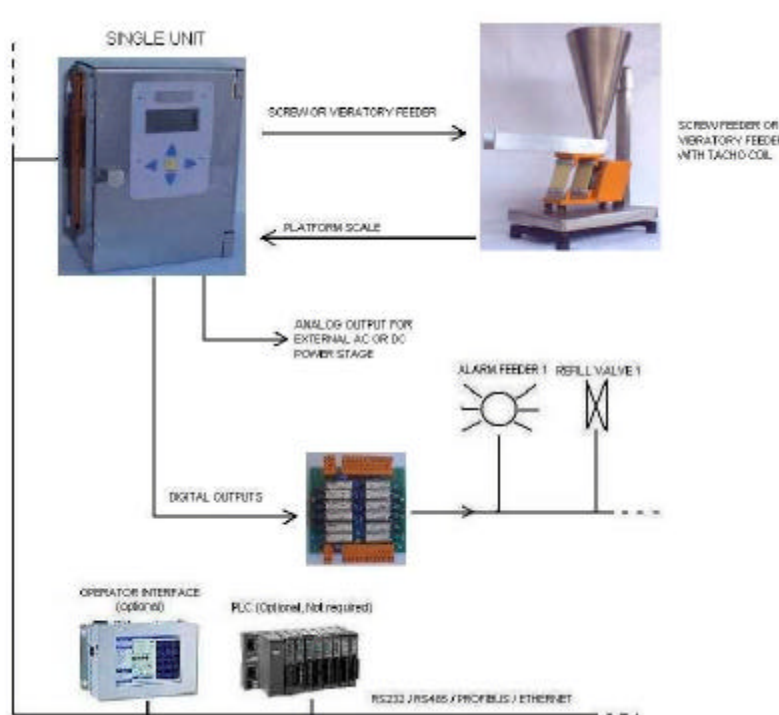 SINGLE UNIT
SCREW OR VIBRATORY FEEDER
SCREW FEEDER OR
VIBRATORY FEEDER
WITH TACHO COIL
PLATFORM SCALE
ANALOG OUTPUT FOR
EXTERNAL AC OR DC
POWER STAGE
ALARM FEEDER 1
REFILL VALVE 1
DIGITAL OUTPUTS
OPERATOR INTERFACE
(optional)
PLC (Optional, Not required)
RS232 / RS485 / PROFIBUS / ETHERNET